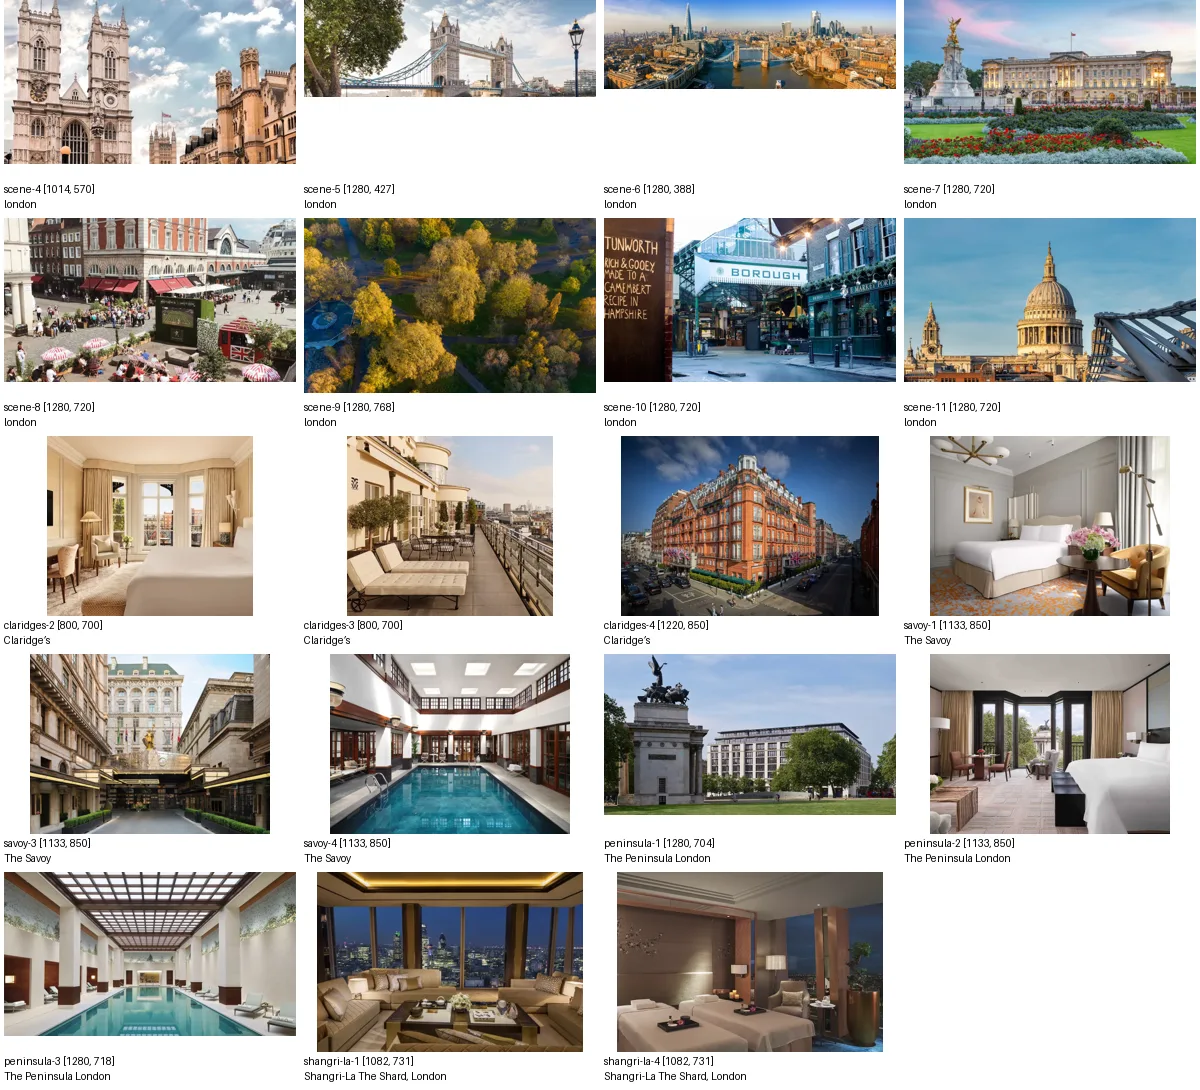 scene-4 [1014, 570]
london
scene-5 [1280, 427]
london
scene-6 [1280, 388]
london
scene-7 [1280, 720]
london
TUNWORTH
RICH & GOOEY
MADE TO A
CAMEMBERT
RECIPE IN
HAMPSHIRE
BOROUGH
scene-8 [1280, 720]
london
scene-9 [1280, 768]
london
scene-10 [1280, 720]
london
scene-11 [1280, 720]
london
claridges-2 [800, 700]
Claridge's
claridges-3 [800, 700]
Claridge's
claridges-4 [1220, 850]
Claridge's
savoy-1 [1133, 850]
The Savoy
savoy-3 [1133, 850]
The Savoy
savoy-4 [1133, 850]
The Savoy
peninsula-1 [1280, 704]
The Peninsula London
peninsula-2 [1133, 850]
The Peninsula London
peninsula-3 [1280, 718]
The Peninsula London
shangri-la-1 [1082, 731]
Shangri-La The Shard, London
shangri-la-4 [1082, 731]
Shangri-La The Shard, London